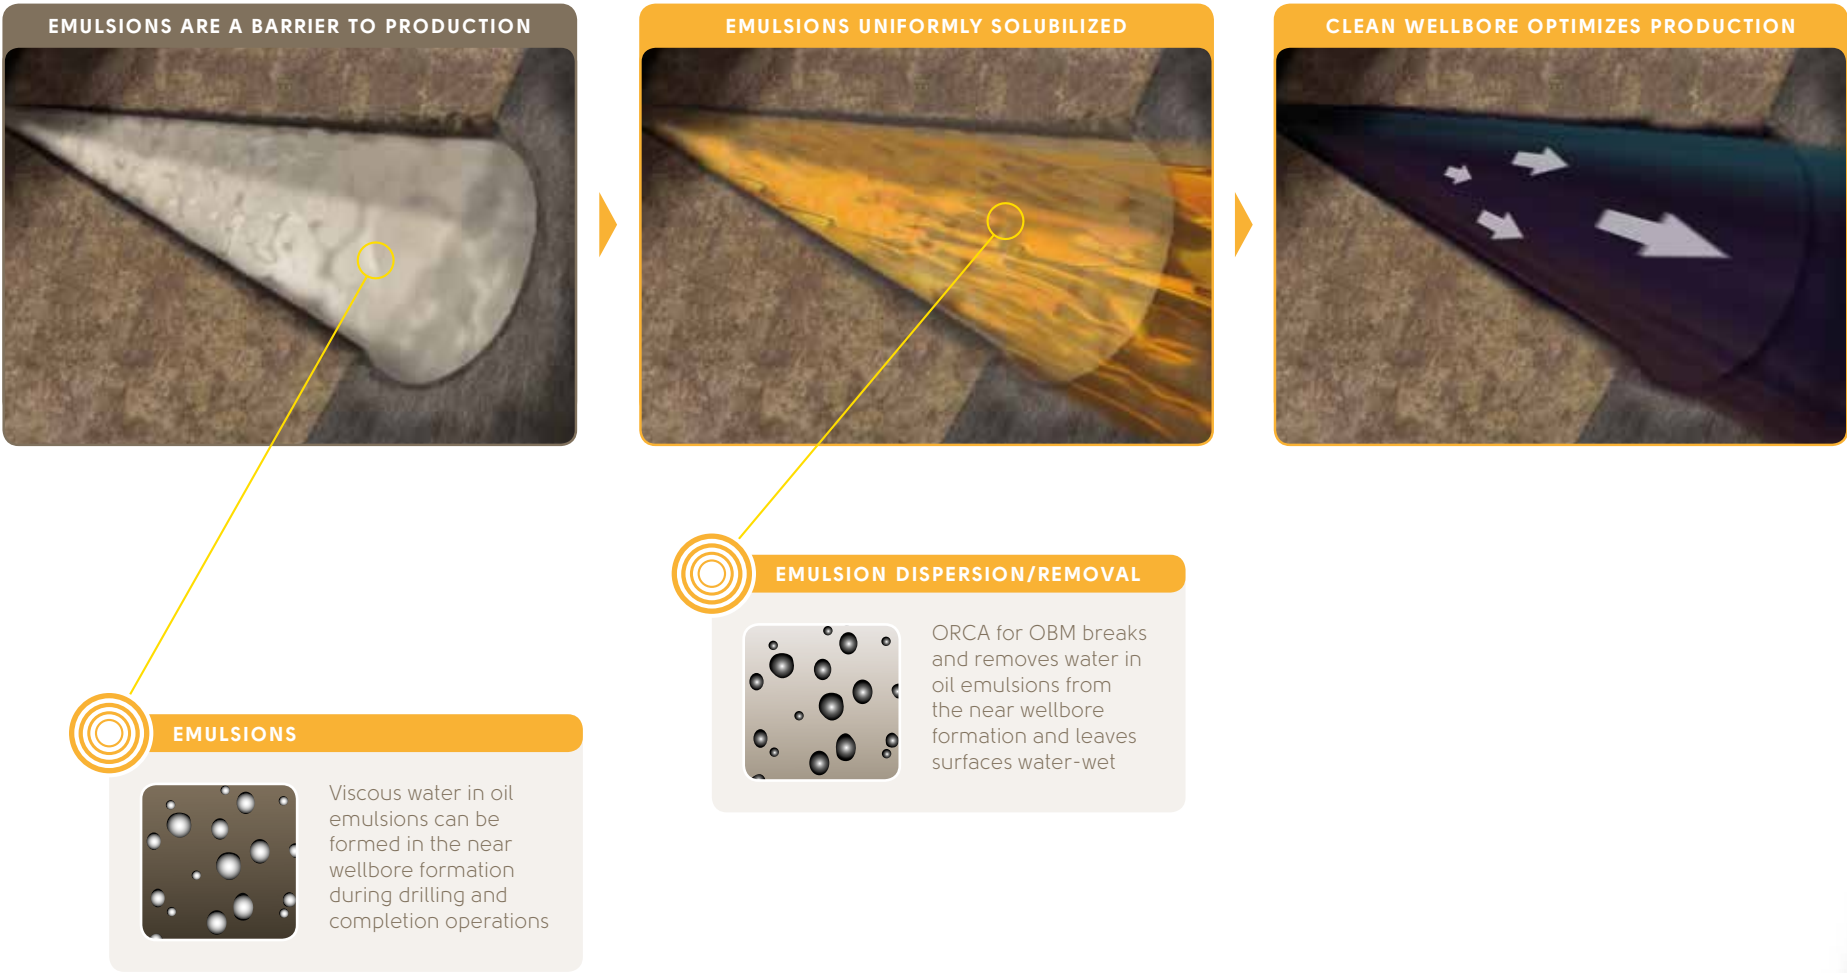 EMULSIONS ARE A BARRIER TO PRODUCTION
EMULSIONS UNIFORMLY SOLUBILIZED
CLEAN WELLBORE OPTIMIZES PRODUCTION
EMULSION DISPERSION/REMOVAL
ORCA for OBM breaks
and removes water in
oil emulsions from
the near wellbore
formation and leaves
surfaces water-wet
EMULSIONS
Viscous water in oil
emulsions can be
formed in the near
wellbore formation
during drilling and
completion operations